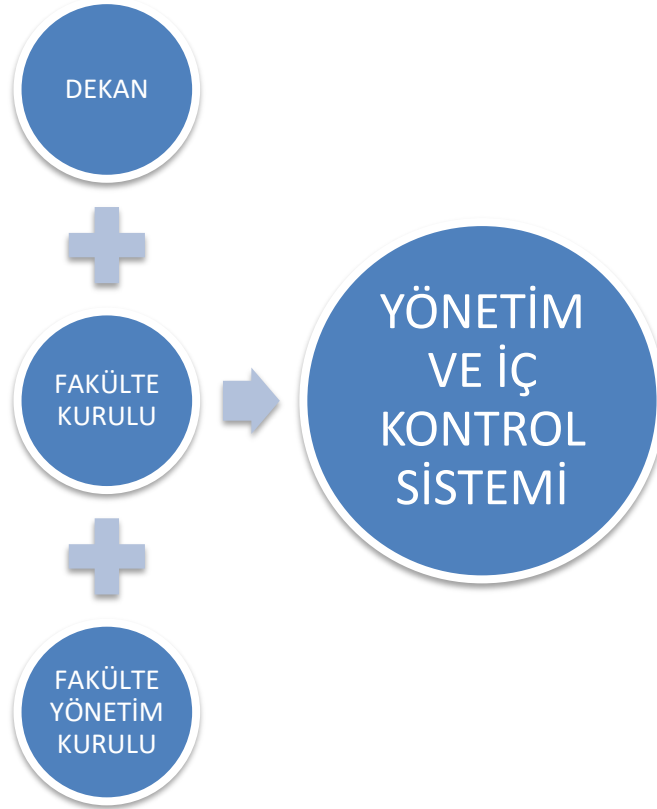 DEKAN
FAKÜLTE
KURULU
FAKÜLTE
YÖNETİM
KURULU
YÖNETİM
VE İÇ
KONTROL
SİSTEMİ